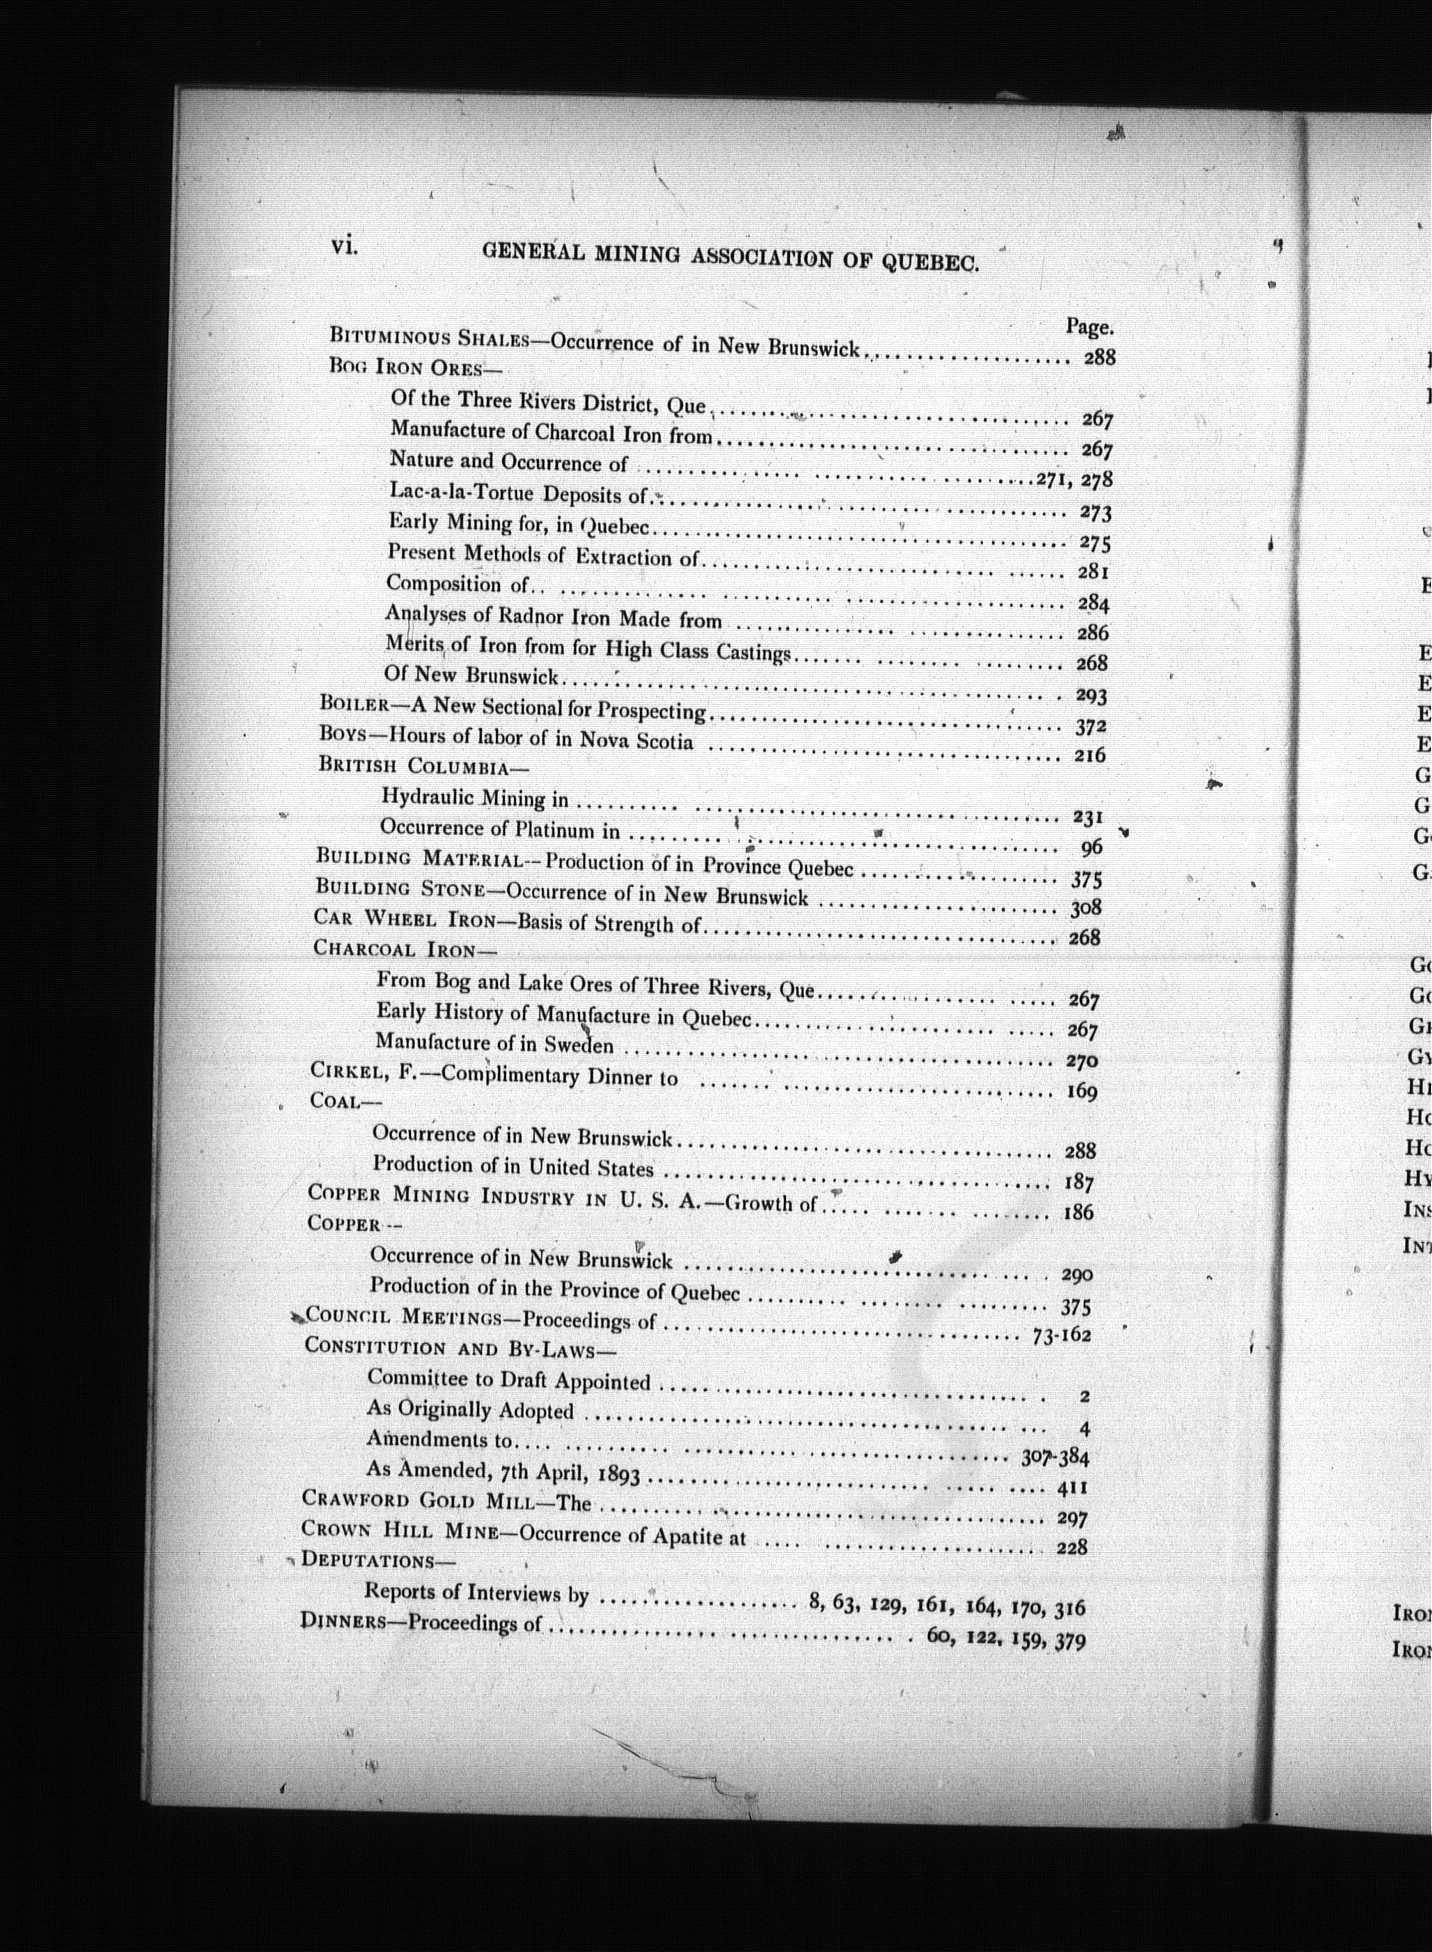 vi. GENERAL MINING ASSOCIATION OF QUEBEC.
Page.
BITUMINOUS SHALES—Occurrence of in New Brunswick.................... 288
BOG IRON ORES—
Of the Three Rivers District, Que.................................... 267
Manufacture of Charcoal Iron from.................................... 267
Nature and Occurrence of .................................... 271, 278
Lac-a-la-Tortue Deposits of.................................... 273
Early Mining for, in Quebec.................................... 275
Present Methods of Extraction of.................................... 281
Composition of.................................... 284
Analyses of Radnor Iron Made from .................................... 286
Merits of Iron from for High Class Castings.......................... 268
Of New Brunswick.................................... 293
BOILER—A New Sectional for Prospecting.................................... 372
BOYS—Hours of labor of in Nova Scotia .................................... 216
BRITISH COLUMBIA—
Hydraulic Mining in .................................... 231
Occurrence of Platinum in .................................... 96
BUILDING MATERIAL--Production of in Province Quebec .................... 375
BUILDING STONE—Occurrence of in New Brunswick ........................ 308
CAR WHEEL IRON—Basis of Strength of.................................... 268
CHARCOAL IRON—
From Bog and Lake Ores of Three Rivers, Que.......................... 267
Early History of Manufacture in Quebec.............................. 267
Manufacture of in Sweden .................................... 270
CIRKEL, F.—Complimentary Dinner to .................................... 169
COAL—
Occurrence of in New Brunswick.................................... 288
Production of in United States .................................... 187
COPPER MINING INDUSTRY IN U. S. A.—Growth of ........................ 186
COPPER--
Occurrence of in New Brunswick .................................... 290
Production of in the Province of Quebec .............................. 375
COUNCIL MEETINGS—Proceedings of .................................... 73-162
CONSTITUTION AND BY-LAWS—
Committee to Draft Appointed .................................... 2
As Originally Adopted .................................... 4
Amendments to.................................... 307-384
As Amended, 7th April, 1893 .................................... 411
CRAWFORD GOLD MILL—The .................................... 297
CROWN HILL MINE—Occurrence of Apatite at .......................... 228
DEPUTATIONS—
Reports of Interviews by ................... 8, 63, 129, 161, 164, 170, 316
DINNERS—Proceedings of .................................... 60, 122, 159, 379